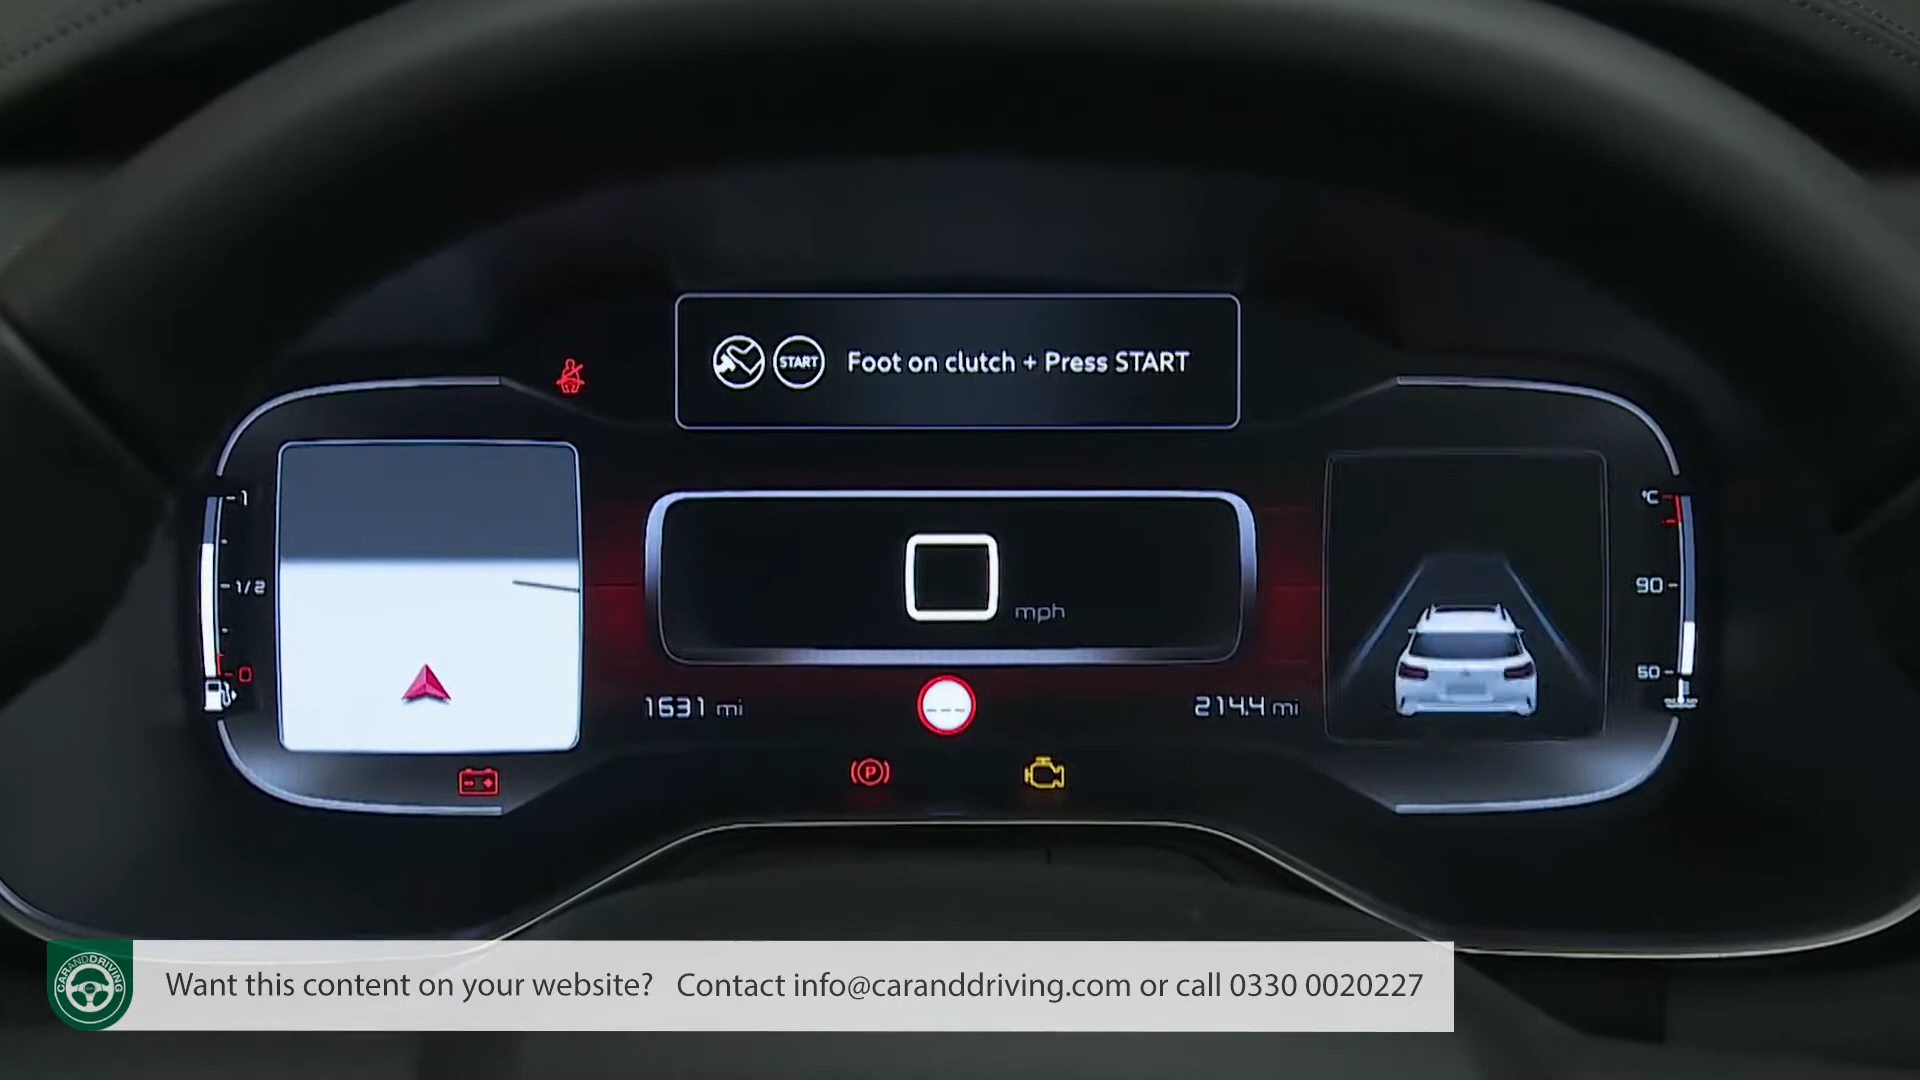 START Foot on clutch + Press START
1
1/2
0
0 mph
1631 mi
--- 
214.4 mi
°C
90
50
P
CARANDDRIVING
Want this content on your website? Contact info@caranddriving.com or call 0330 0020227